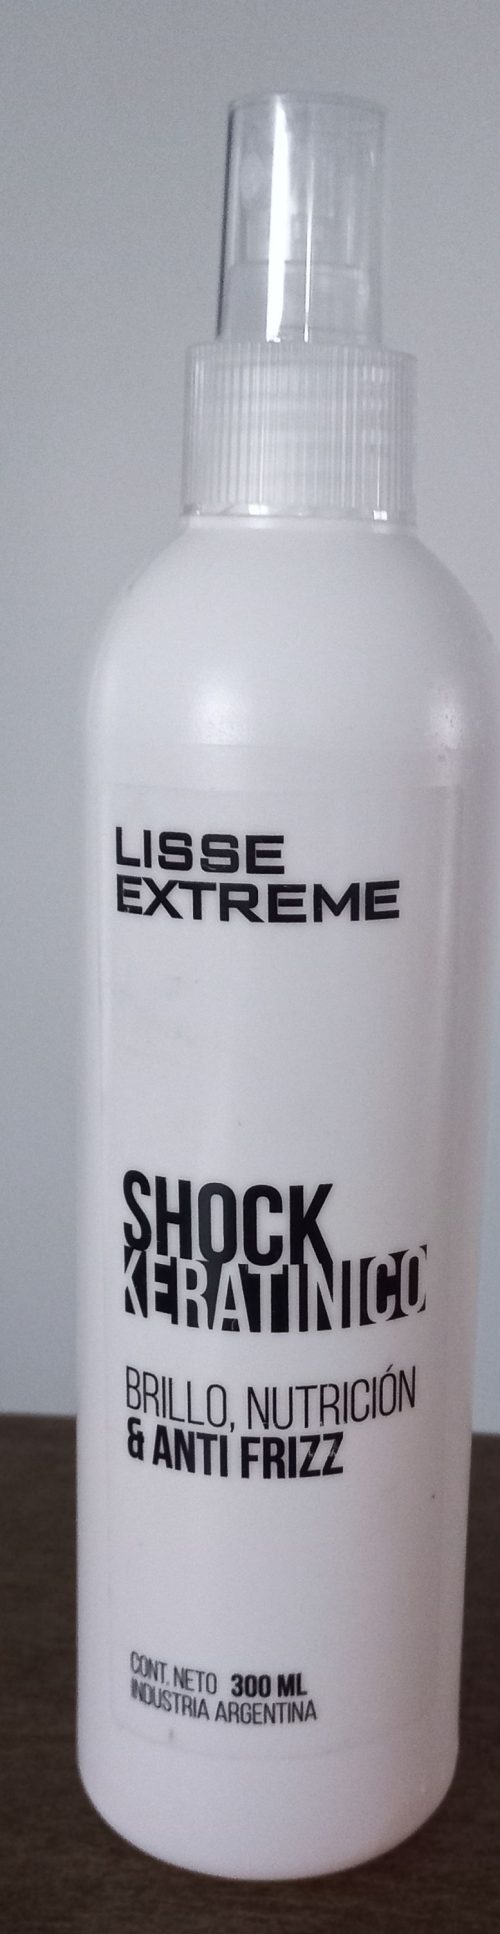 LISSE
EXTREME
SHOCK
KERATINICO
BRILLO, NUTRICIÓN
& ANTI FRIZZ
CONT. NETO 300 ML
INDUSTRIA ARGENTINA